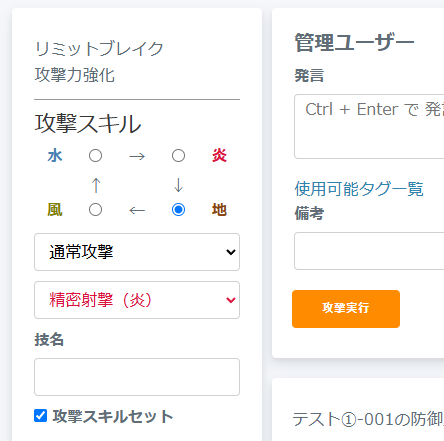 リミットブレイク
攻撃力強化
攻撃スキル
水 → 炎
↑ ↓
風 ← 地
通常攻撃
精密射撃（炎）
技名
攻撃スキルセット
管理ユーザー
発言
Ctrl + Enter で 発
使用可能タグ一覧
備考
攻撃実行
テスト①-001の防御